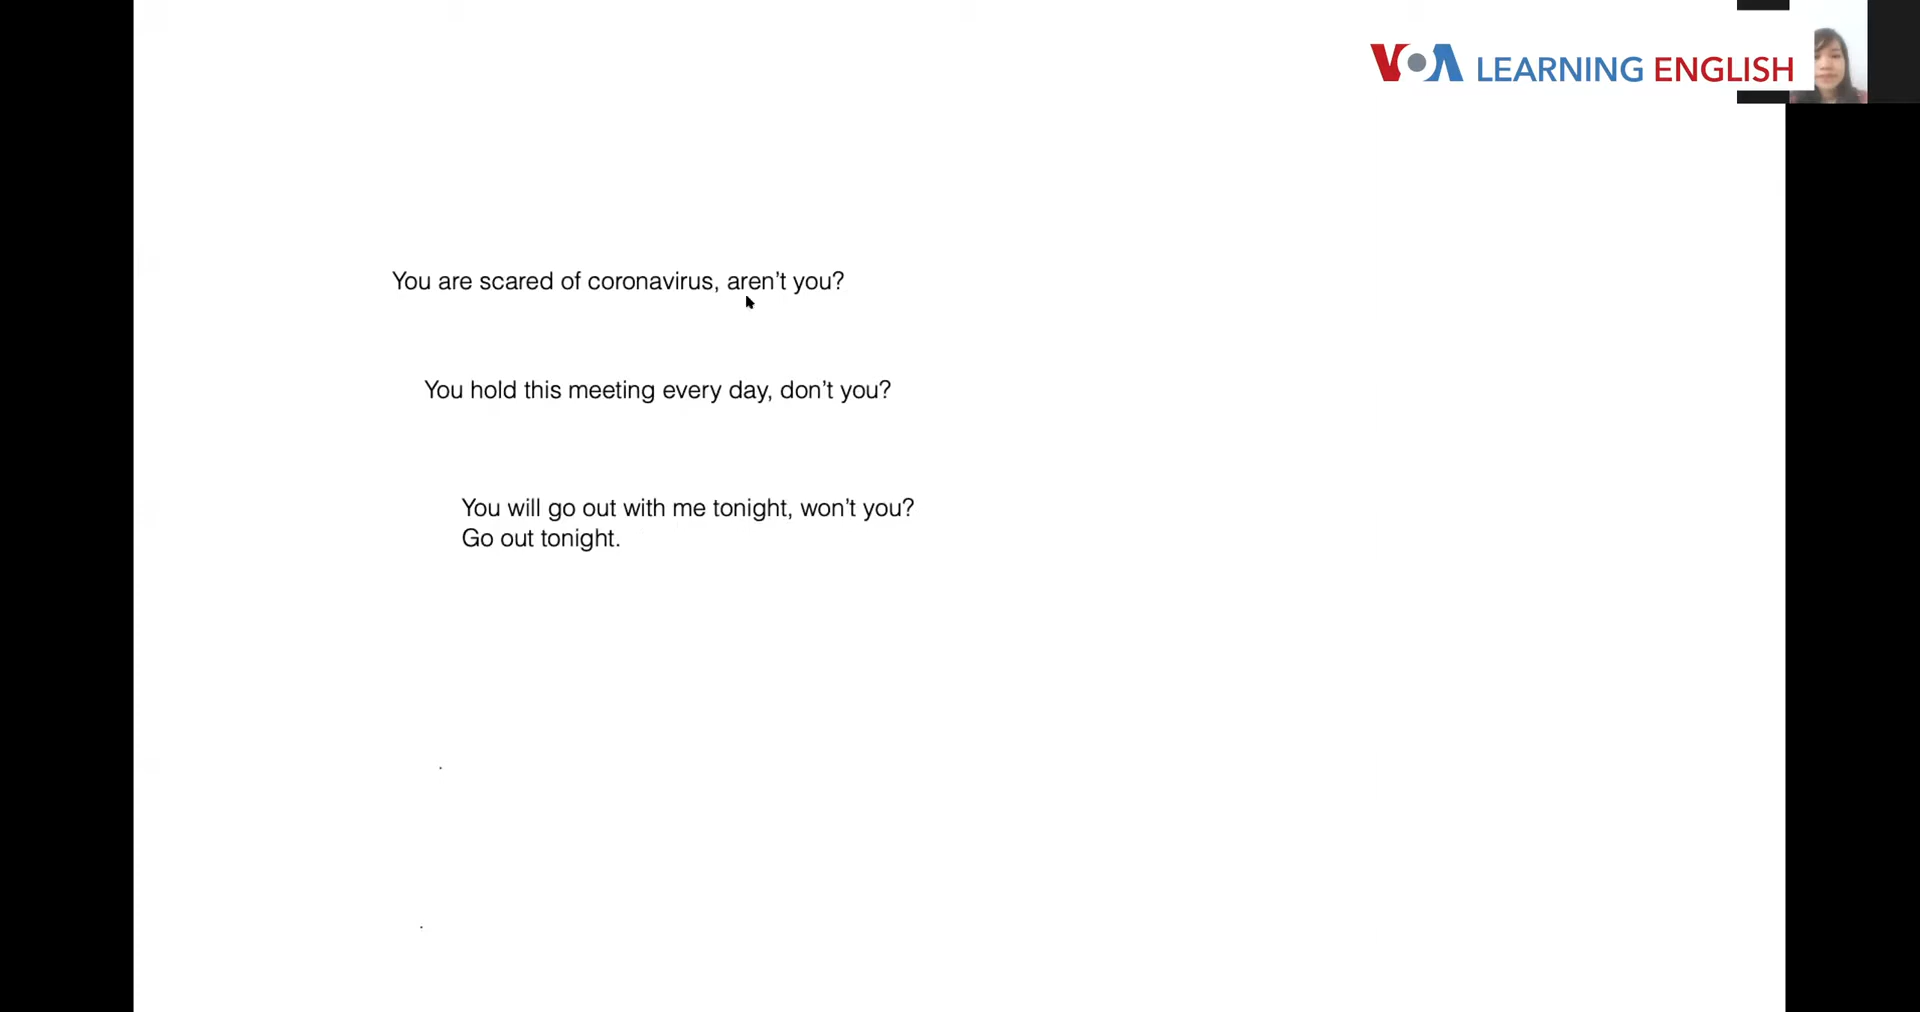 VOA LEARNING ENGLISH
You are scared of coronavirus, aren't you?
You hold this meeting every day, don't you?
You will go out with me tonight, won't you?
Go out tonight.